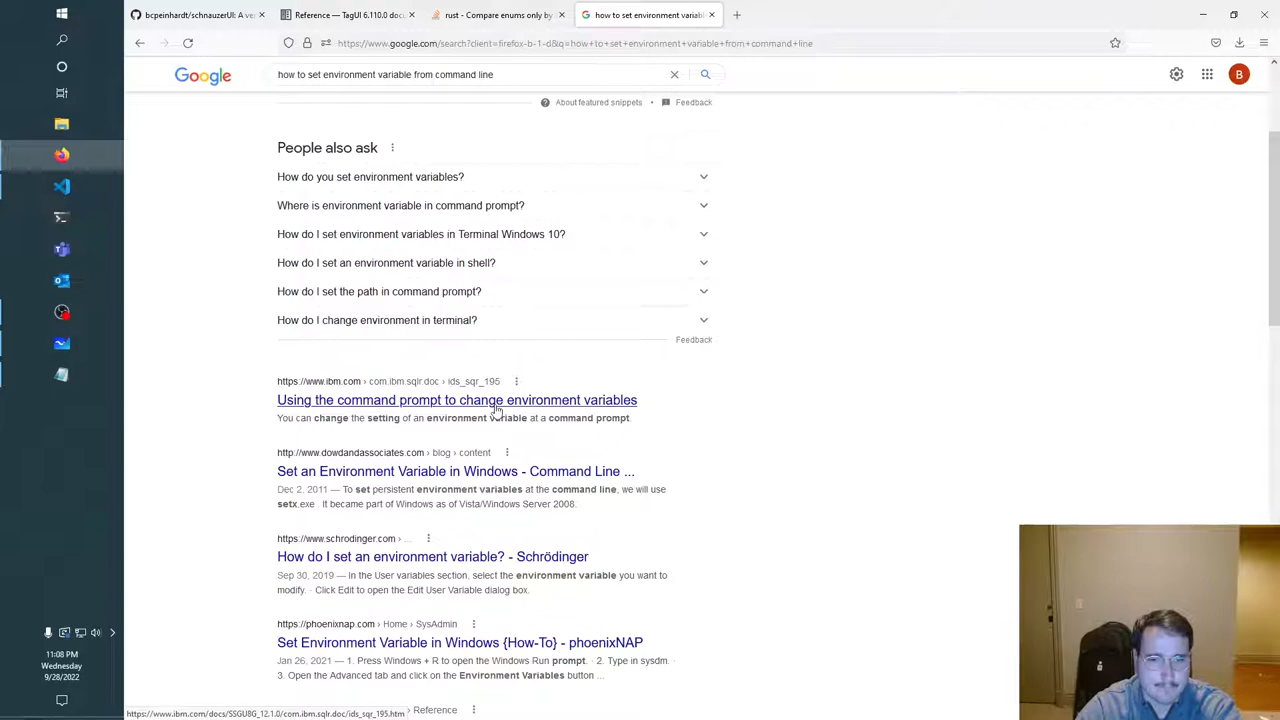 bcpeinhardt/schnauzerUI: A ve
Reference — TagUI 6.110.0 doc
rust - Compare enums only by
how to set environment variabl
https://www.google.com/search?client=firefox-b-1-d&q=how+to+set+environment+variable+from+command+line
Google
how to set environment variable from command line
B
About featured snippets • Feedback
People also ask
How do you set environment variables?
Where is environment variable in command prompt?
How do I set environment variables in Terminal Windows 10?
How do I set an environment variable in shell?
How do I set the path in command prompt?
How do I change environment in terminal?
Feedback
https://www.ibm.com › com.ibm.sqlr.doc › ids_sqr_195
Using the command prompt to change environment variables
You can change the setting of an environment variable at a command prompt.
http://www.dowdandassociates.com › blog › content
Set an Environment Variable in Windows - Command Line ...
Dec 2, 2011 — To set persistent environment variables at the command line, we will use
setx.exe . It became part of Windows as of Vista/Windows Server 2008.
https://www.schrodinger.com › ...
How do I set an environment variable? - Schrödinger
Sep 30, 2019 — In the User variables section, select the environment variable you want to
modify. · Click Edit to open the Edit User Variable dialog box.
https://phoenixnap.com › Home › SysAdmin
Set Environment Variable in Windows {How-To} - phoenixNAP
Jan 26, 2021 — 1. Press Windows + R to open the Windows Run prompt. · 2. Type in sysdm. ·
3. Open the Advanced tab and click on the Environment Variables button ...
› Reference
https://www.ibm.com/docs/SSGU8G_12.1.0/com.ibm.sqlr.doc/ids_sqr_195.htm
11:08 PM
Wednesday
9/28/2022